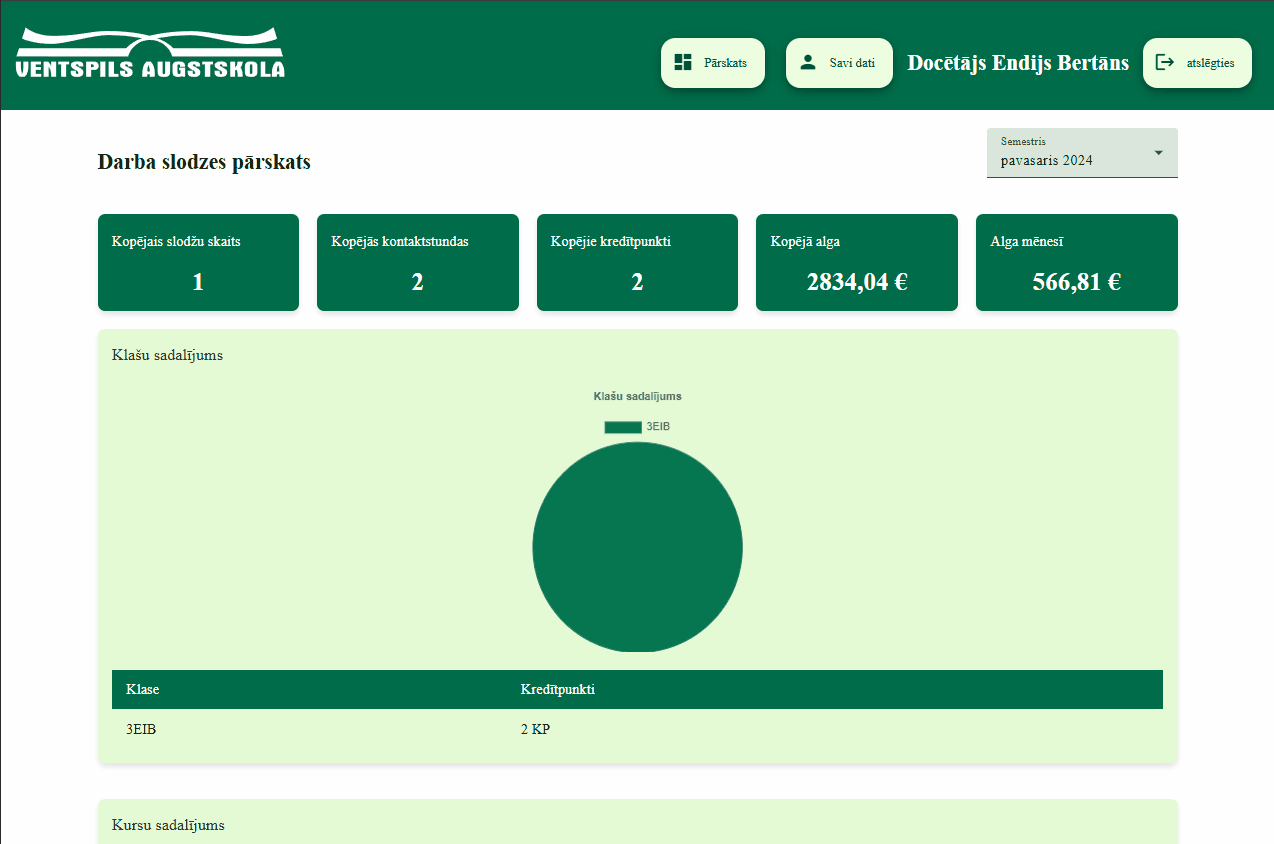 VENTSPILS AUGSTSKOLA
Pārskats
Savi dati
Docētājs Endijs Bertāns
atslēgties
Darba slodzes pārskats
Semestris
pavasaris 2024
Kopējais slodžu skaits
1
Kopējās kontaktstundas
2
Kopējie kredītpunkti
2
Kopējā alga
2834,04 €
Alga mēnesī
566,81 €
Klašu sadalījums
Klašu sadalījums
3EIB
Klase Kredītpunkti
3EIB 2 KP
Kursu sadalījums